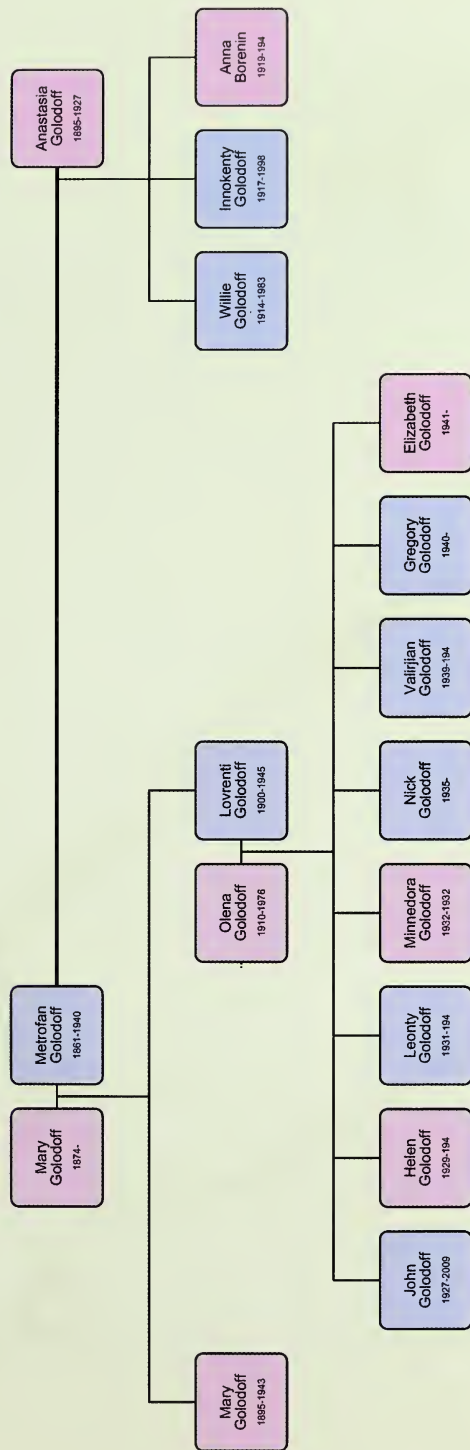 Mary
Golodoff
1874-
Metrofan
Golodoff
1861-1940
Anastasia
Golodoff
1895-1927
Mary
Golodoff
1895-1943
Olena
Golodoff
1910-1976
...
Lovrenti
Golodoff
1900-1945
Willie
Golodoff
1914-1983
Innokenty
Golodoff
1917-1998
Anna
Borenin
1919-194
John
Golodoff
1927-2009
Helen
Golodoff
1929-194
Leonty
Golodoff
1931-194
Minnedora
Golodoff
1932-1932
Nick
Golodoff
1935-
Valirjian
Golodoff
1939-194
Gregory
Golodoff
1940-
Elizabeth
Golodoff
1941-